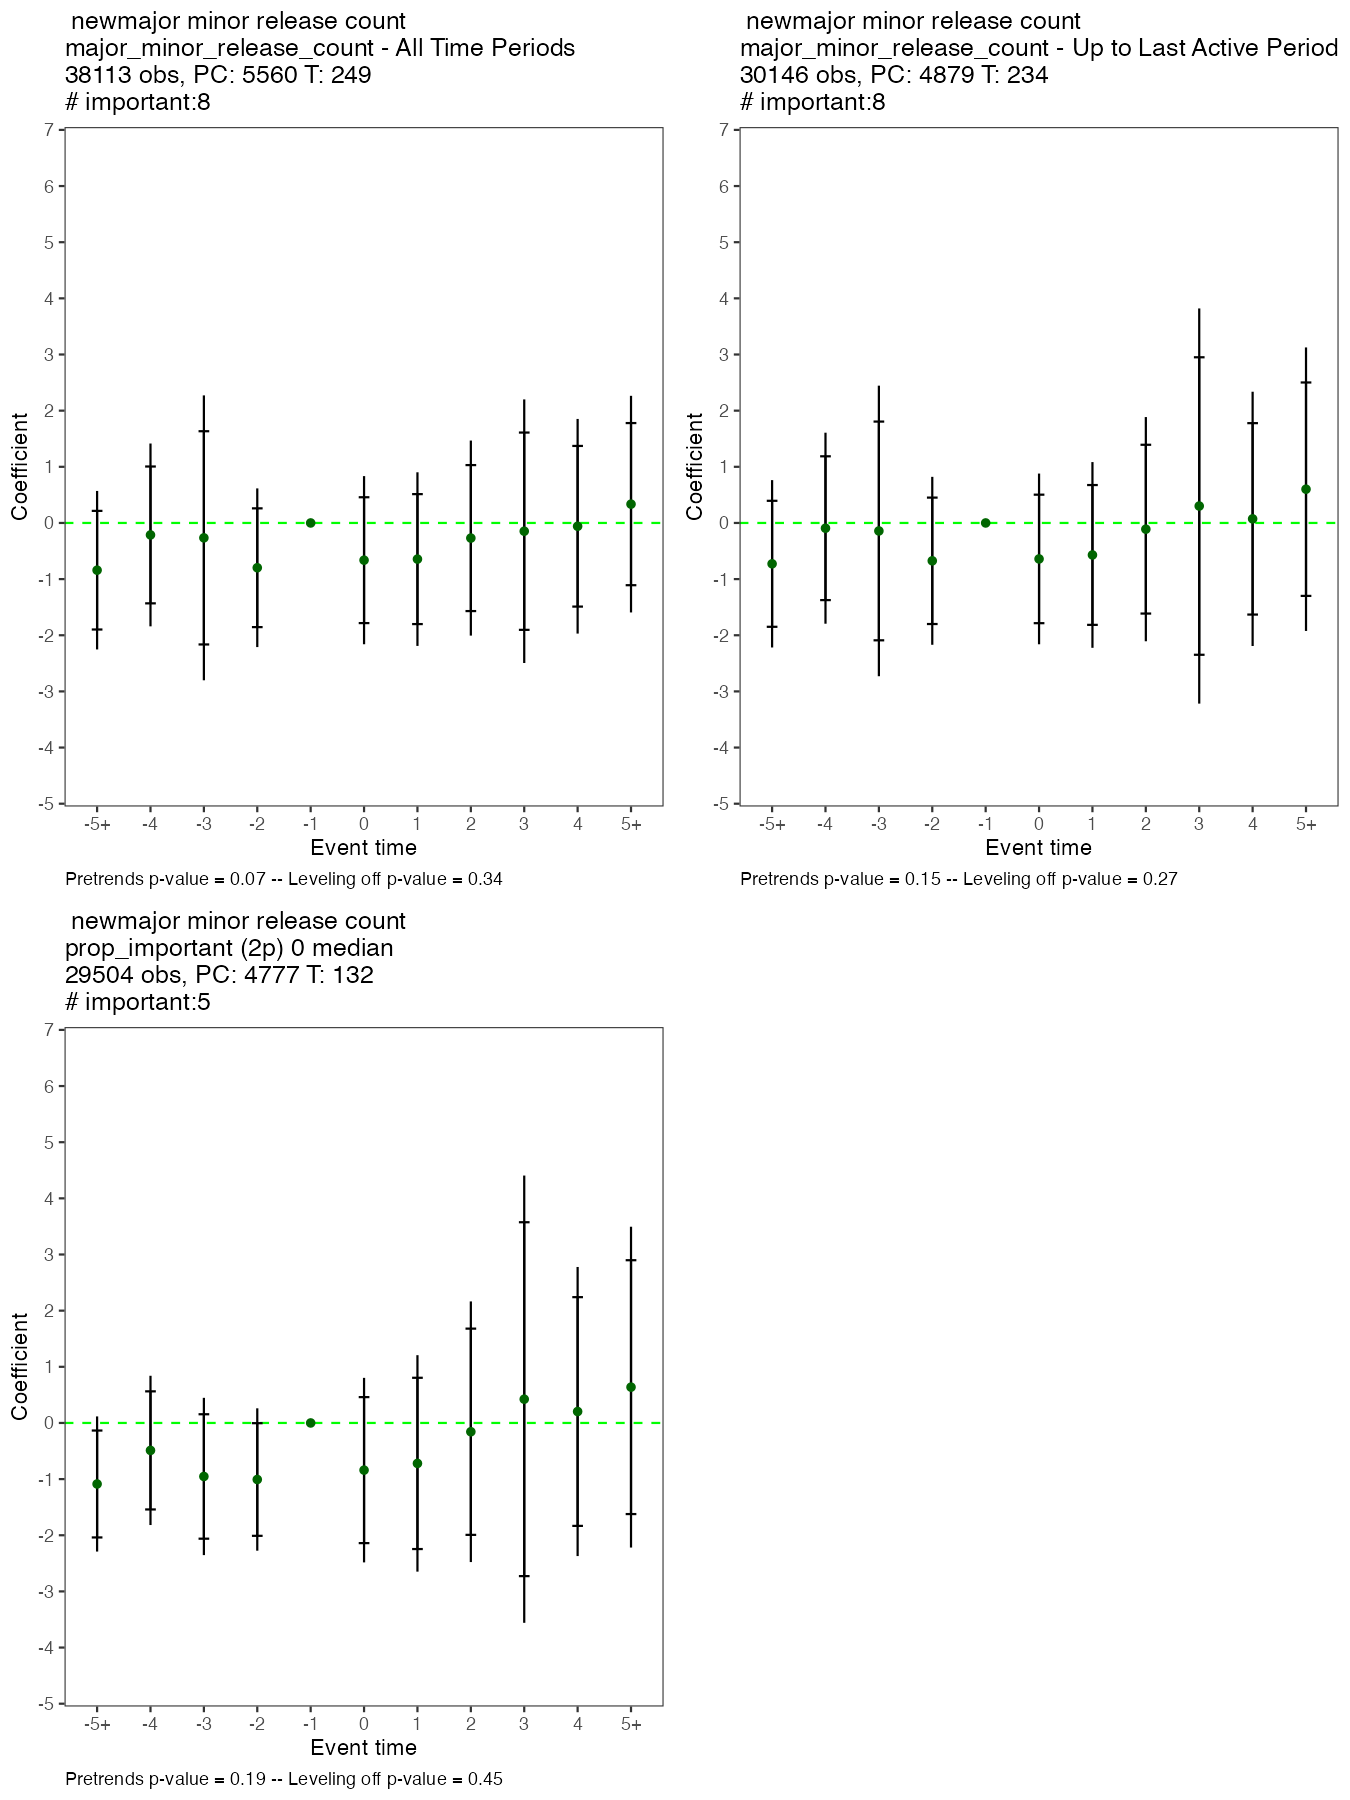 newmajor minor release count
major_minor_release_count - All Time Periods
38113 obs, PC: 5560 T: 249
# important:8
7
6
5
4
3
2
1
0
-1
-2
-3
-4
-5
Coefficient
-5+ -4 -3 -2 -1 0 1 2 3 4 5+
Event time
Pretrends p-value = 0.07 -- Leveling off p-value = 0.34
newmajor minor release count
major_minor_release_count - Up to Last Active Period
30146 obs, PC: 4879 T: 234
# important:8
7
6
5
4
3
2
1
0
-1
-2
-3
-4
-5
Coefficient
-5+ -4 -3 -2 -1 0 1 2 3 4 5+
Event time
Pretrends p-value = 0.15 -- Leveling off p-value = 0.27
newmajor minor release count
prop_important (2p) 0 median
29504 obs, PC: 4777 T: 132
# important:5
7
6
5
4
3
2
1
0
-1
-2
-3
-4
-5
Coefficient
-5+ -4 -3 -2 -1 0 1 2 3 4 5+
Event time
Pretrends p-value = 0.19 -- Leveling off p-value = 0.45